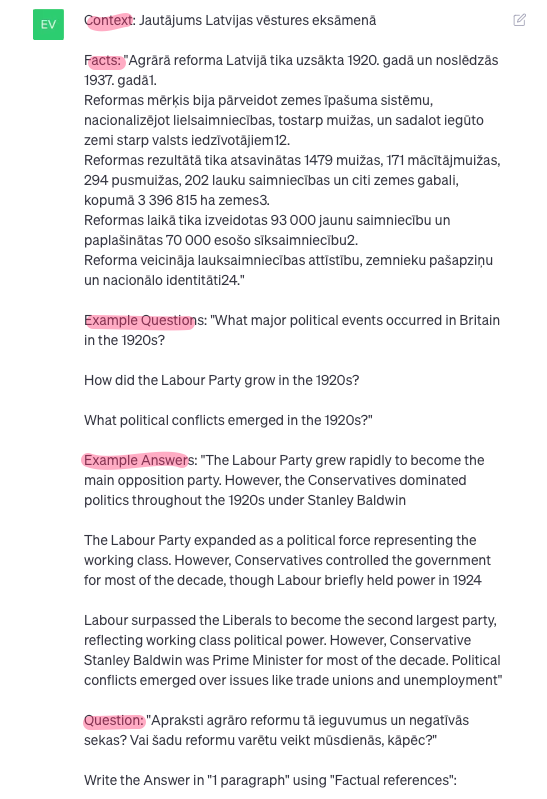 EV
Context: Jautājums Latvijas vēstures eksāmenā
Facts: "Agrārā reforma Latvijā tika uzsākta 1920. gadā un noslēdzās
1937. gadā1.
Reformas mērķis bija pārveidot zemes īpašuma sistēmu,
nacionalizējot lielsaimniecības, tostarp muižas, un sadalot iegūto
zemi starp valsts iedzīvotājiem12.
Reformas rezultātā tika atsavinātas 1479 muižas, 171 mācītājmuižas,
294 pusmuižas, 202 lauku saimniecības un citi zemes gabali,
kopumā 3 396 815 ha zemes3.
Reformas laikā tika izveidotas 93 000 jaunu saimniecību un
paplašinātas 70 000 esošo sīksaimniecību2.
Reforma veicināja lauksaimniecības attīstību, zemnieku pašapziņu
un nacionālo identitāti24."
Example Questions: "What major political events occurred in Britain
in the 1920s?
How did the Labour Party grow in the 1920s?
What political conflicts emerged in the 1920s?"
Example Answers: "The Labour Party grew rapidly to become the
main opposition party. However, the Conservatives dominated
politics throughout the 1920s under Stanley Baldwin
The Labour Party expanded as a political force representing the
working class. However, Conservatives controlled the government
for most of the decade, though Labour briefly held power in 1924
Labour surpassed the Liberals to become the second largest party,
reflecting working class political power. However, Conservative
Stanley Baldwin was Prime Minister for most of the decade. Political
conflicts emerged over issues like trade unions and unemployment"
Question: "Apraksti agrāro reformu tā ieguvumus un negatīvās
sekas? Vai šadu reformu varētu veikt mūsdienās, kāpēc?"
Write the Answer in "1 paragraph" using "Factual references":